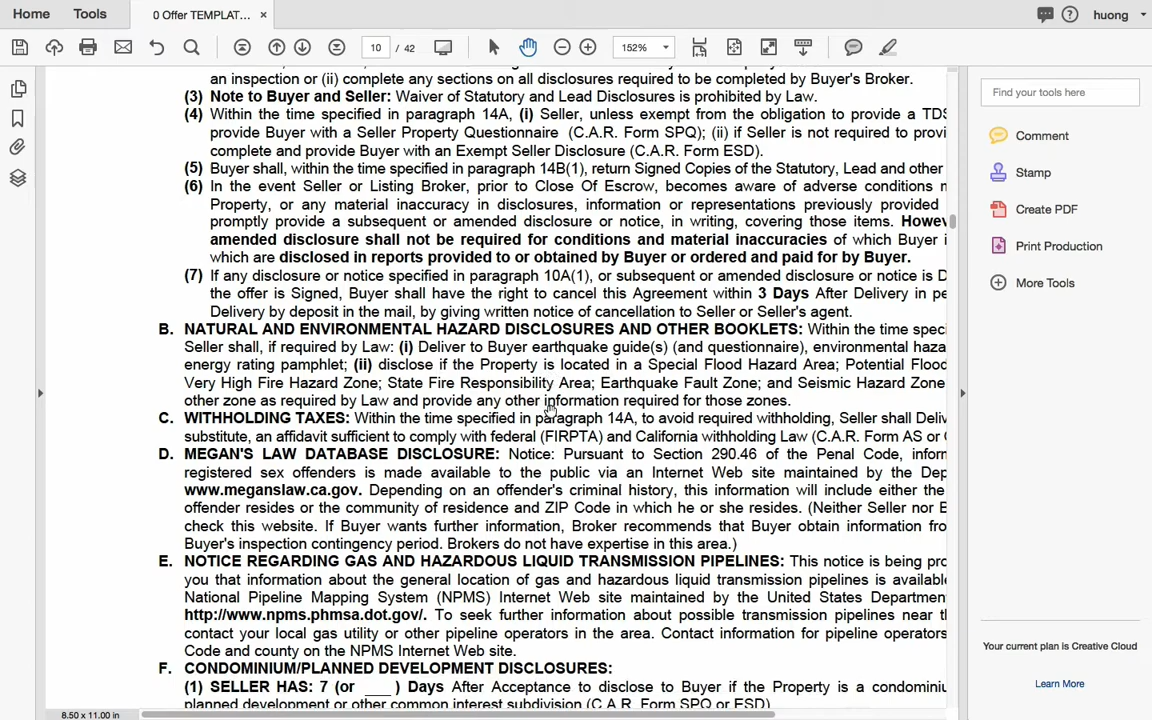 Home
Tools
0 Offer TEMPLAT...
×
huong
10 / 42
152%
an inspection or (ii) complete any sections on all disclosures required to be completed by Buyer's Broker.
(3) Note to Buyer and Seller: Waiver of Statutory and Lead Disclosures is prohibited by Law.
(4) Within the time specified in paragraph 14A, (i) Seller, unless exempt from the obligation to provide a TDS
provide Buyer with a Seller Property Questionnaire (C.A.R. Form SPQ); (ii) if Seller is not required to provi
complete and provide Buyer with an Exempt Seller Disclosure (C.A.R. Form ESD).
(5) Buyer shall, within the time specified in paragraph 14B(1), return Signed Copies of the Statutory, Lead and other
(6) In the event Seller or Listing Broker, prior to Close Of Escrow, becomes aware of adverse conditions
Property, or any material inaccuracy in disclosures, information or representations previously provided
promptly provide a subsequent or amended disclosure or notice, in writing, covering those items. Howev
amended disclosure shall not be required for conditions and material inaccuracies of which Buyer
which are disclosed in reports provided to or obtained by Buyer or ordered and paid for by Buyer.
(7) If any disclosure or notice specified in paragraph 10A(1), or subsequent or amended disclosure or notice is D
the offer is Signed, Buyer shall have the right to cancel this Agreement within 3 Days After Delivery in pe
Delivery by deposit in the mail, by giving written notice of cancellation to Seller or Seller's agent.
B. NATURAL AND ENVIRONMENTAL HAZARD DISCLOSURES AND OTHER BOOKLETS: Within the time speci
Seller shall, if required by Law: (i) Deliver to Buyer earthquake guide(s) (and questionnaire), environmental haza
energy rating pamphlet; (ii) disclose if the Property is located in a Special Flood Hazard Area; Potential Flood
Very High Fire Hazard Zone; State Fire Responsibility Area; Earthquake Fault Zone; and Seismic Hazard Zone
other zone as required by Law and provide any other information required for those zones.
C. WITHHOLDING TAXES: Within the time specified in paragraph 14A, to avoid required withholding, Seller shall Deliv
substitute, an affidavit sufficient to comply with federal (FIRPTA) and California withholding Law (C.A.R. Form AS or
D. MEGAN'S LAW DATABASE DISCLOSURE: Notice: Pursuant to Section 290.46 of the Penal Code, inforn
registered sex offenders is made available to the public via an Internet Web site maintained by the Dep
www.meganslaw.ca.gov. Depending on an offender's criminal history, this information will include either the
offender resides or the community of residence and ZIP Code in which he or she resides. (Neither Seller nor B
check this website. If Buyer wants further information, Broker recommends that Buyer obtain information fro
Buyer's inspection contingency period. Brokers do not have expertise in this area.)
E. NOTICE REGARDING GAS AND HAZARDOUS LIQUID TRANSMISSION PIPELINES: This notice is being pro
you that information about the general location of gas and hazardous liquid transmission pipelines is availabl
National Pipeline Mapping System (NPMS) Internet Web site maintained by the United States Departmen
http://www.npms.phmsa.dot.gov/. To seek further information about possible transmission pipelines near
contact your local gas utility or other pipeline operators in the area. Contact information for pipeline operators
Code and county on the NPMS Internet Web site.
F. CONDOMINIUM/PLANNED DEVELOPMENT DISCLOSURES:
(1) SELLER HAS: 7 (or ___ ) Days After Acceptance to disclose to Buyer if the Property is a condominiu
planned development or other common interest subdivision (C.A.R. Form SPQ or ESD).
8.50 x 11.00 in
Find your tools here
Comment
Stamp
Create PDF
Print Production
More Tools
Your current plan is Creative Cloud
Learn More